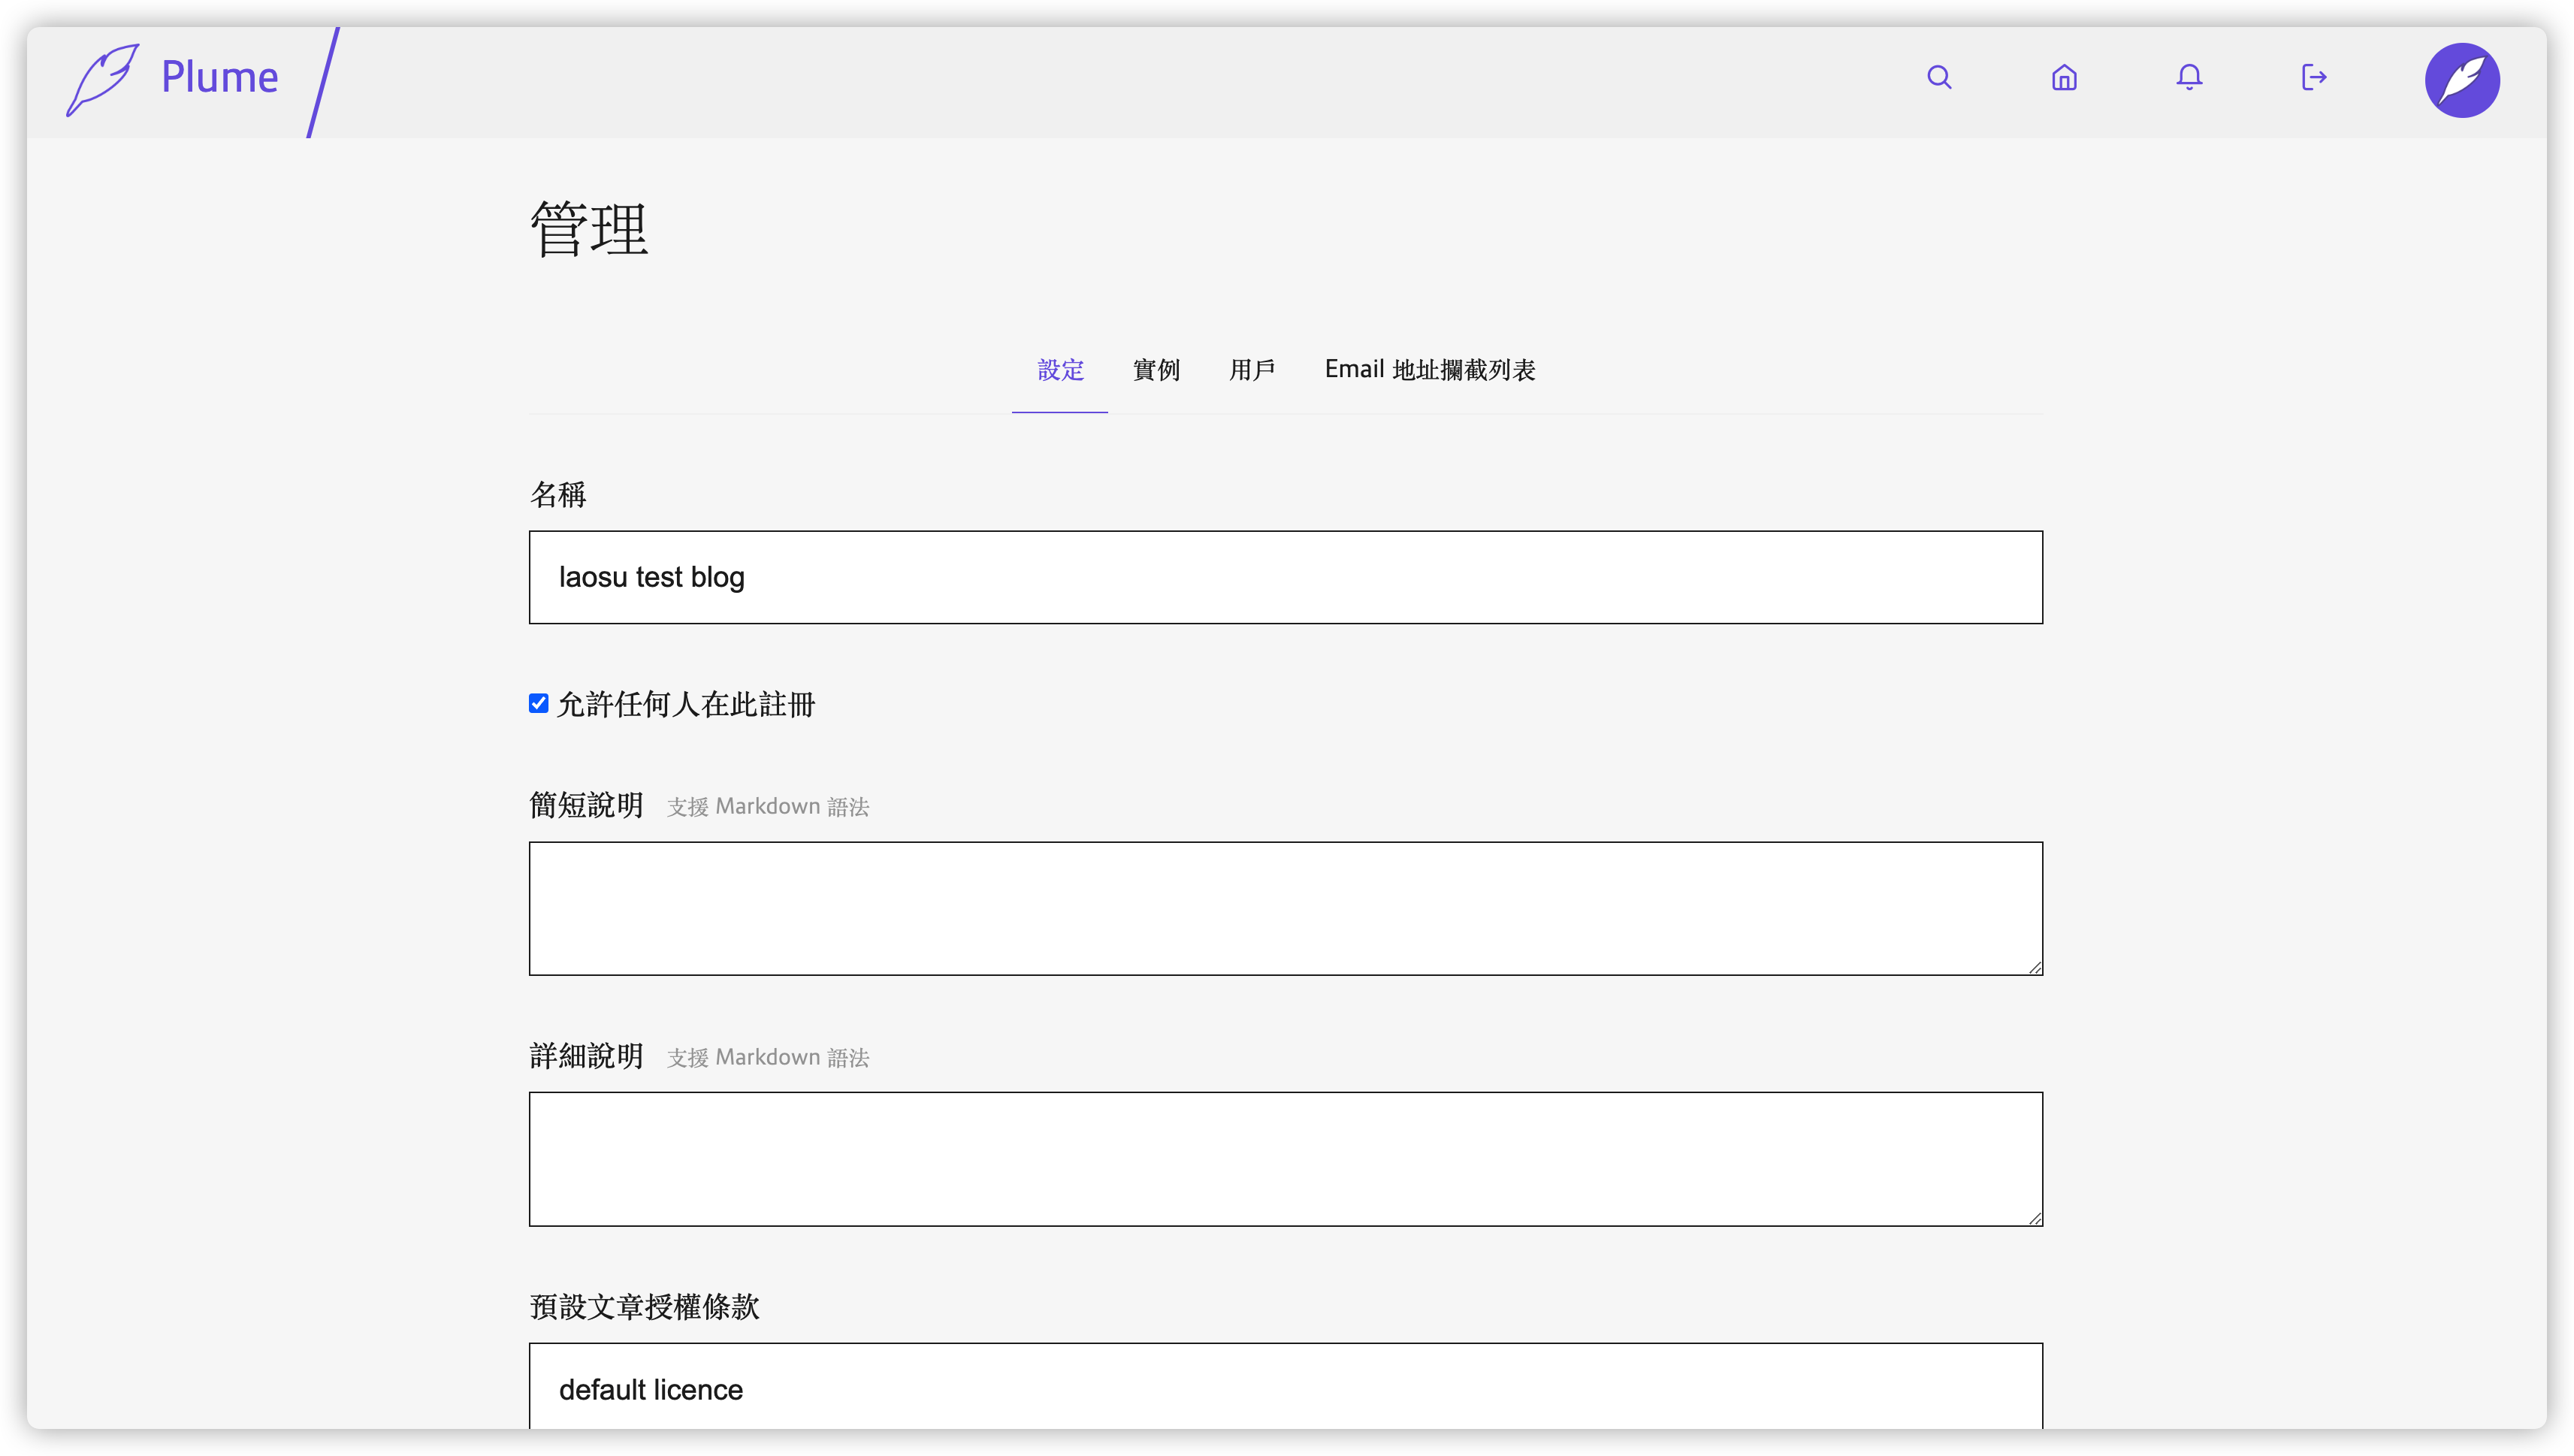 Plume
管理
設定 實例 用戶 Email 地址攔截列表
名稱
laosu test blog
允許任何人在此註冊
簡短說明 支援 Markdown 語法
詳細說明 支援 Markdown 語法
預設文章授權條款
default licence